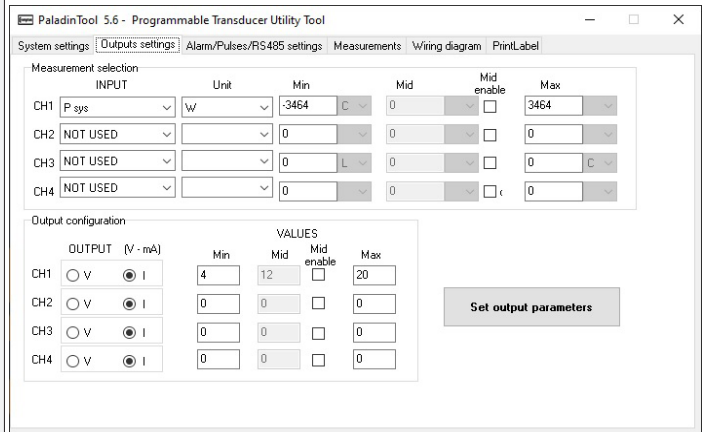 PaladinTool 5.6 - Programmable Transducer Utility Tool
System settings Outputs settings Alarm/Pulses/RS485 settings Measurements Wiring diagram PrintLabel
Measurement selection
INPUT Unit Min Mid Mid enable Max
CH1 P sys W -3464 C 0 3464
CH2 NOT USED 0 0 0
CH3 NOT USED 0 L 0 0 C
CH4 NOT USED 0 0 0
Output configuration
VALUES
OUTPUT (V - mA) Min Mid Mid enable Max
CH1 V I 4 12 20
CH2 V I 0 0 0
Set output parameters
CH3 V I 0 0 0
CH4 V I 0 0 0